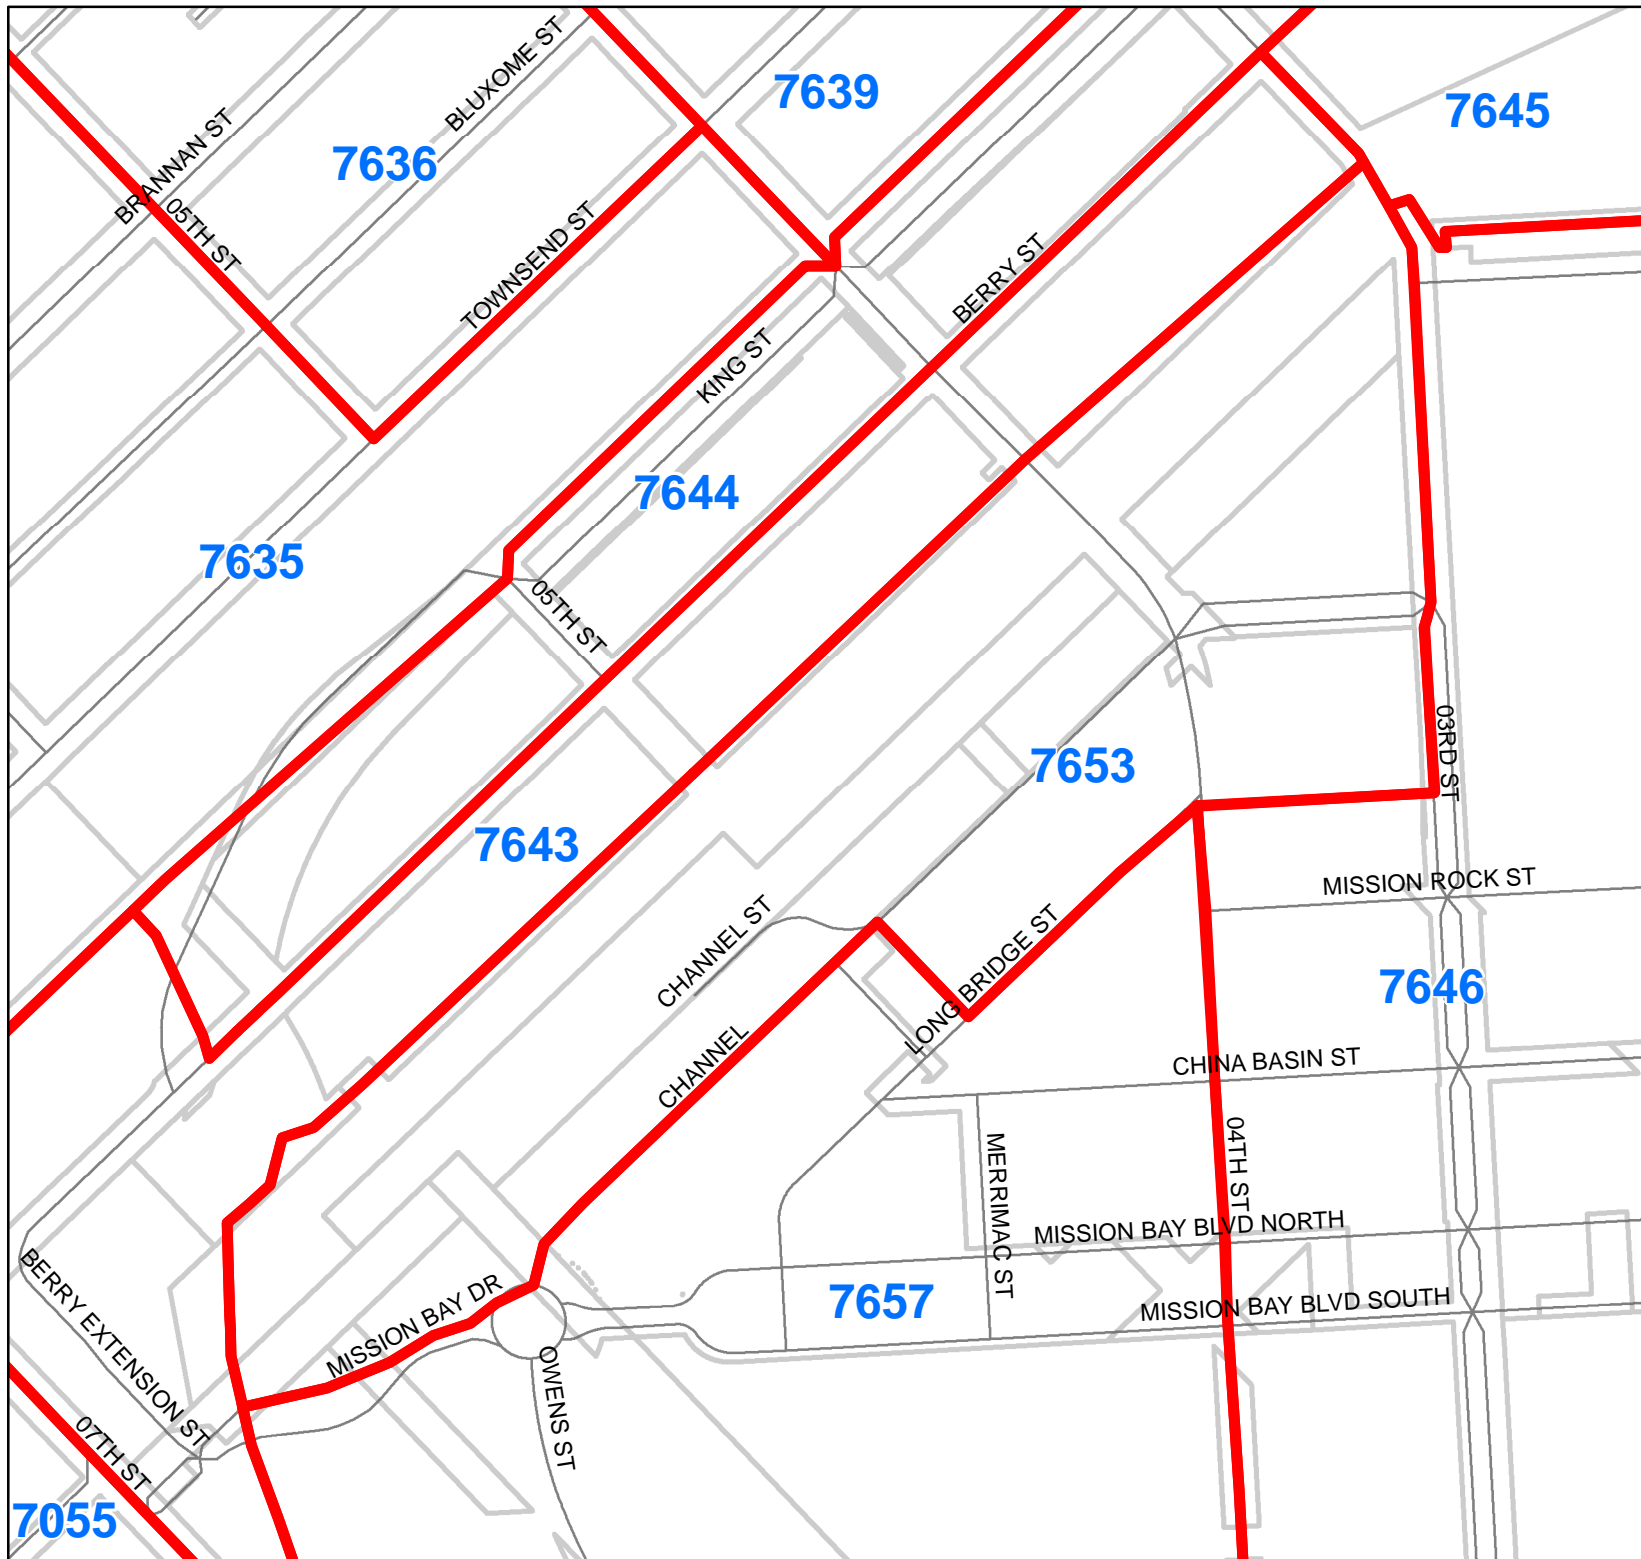 BLUXOME ST
7639
7645
BRANNAN ST
7636
05TH ST
TOWNSEND ST
BERRY ST
KING ST
7644
7635
05TH ST
03RD ST
7653
7643
MISSION ROCK ST
CHANNEL ST
LONG BRIDGE ST
7646
CHANNEL
CHINA BASIN ST
04TH ST
MERRIMAC ST
MISSION BAY BLVD NORTH
BERRY EXTENSION ST
MISSION BAY DR
7657
MISSION BAY BLVD SOUTH
OWENS ST
07TH ST
7055